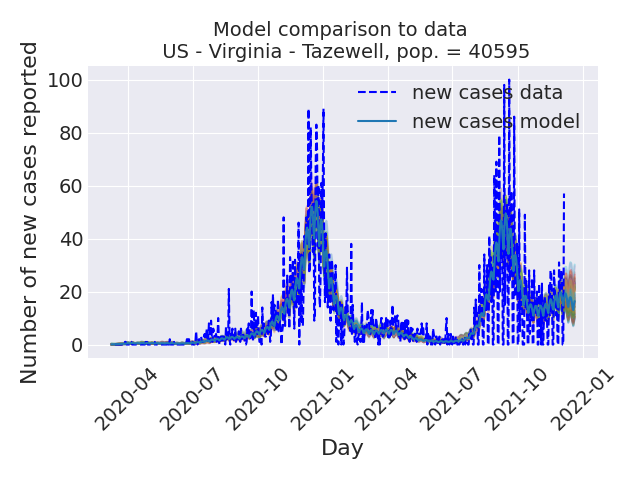 Model comparison to data
US - Virginia - Tazewell, pop. = 40595
Number of new cases reported
100
80
60
40
20
0
new cases data
new cases model
2020-04
2020-07
2020-10
2021-01
2021-04
2021-07
2021-10
2022-01
Day